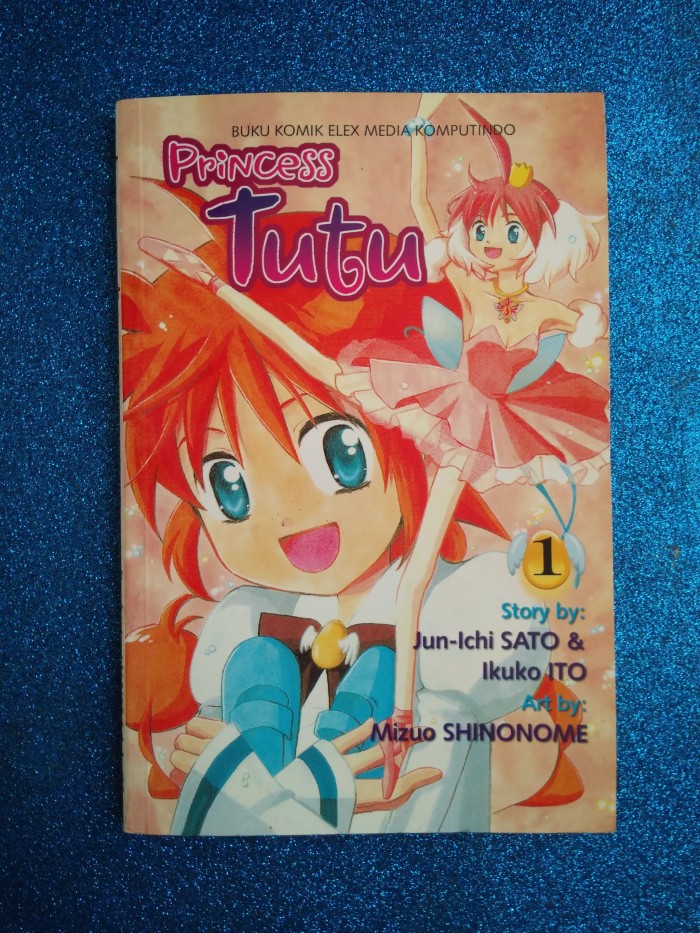 BUKU KOMIK ELEX MEDIA KOMPUTINDO
Princess
Tutu
1
Story by:
Jun-Ichi SATO &
Ikuko ITO
Art by:
Mizuo SHINONOME